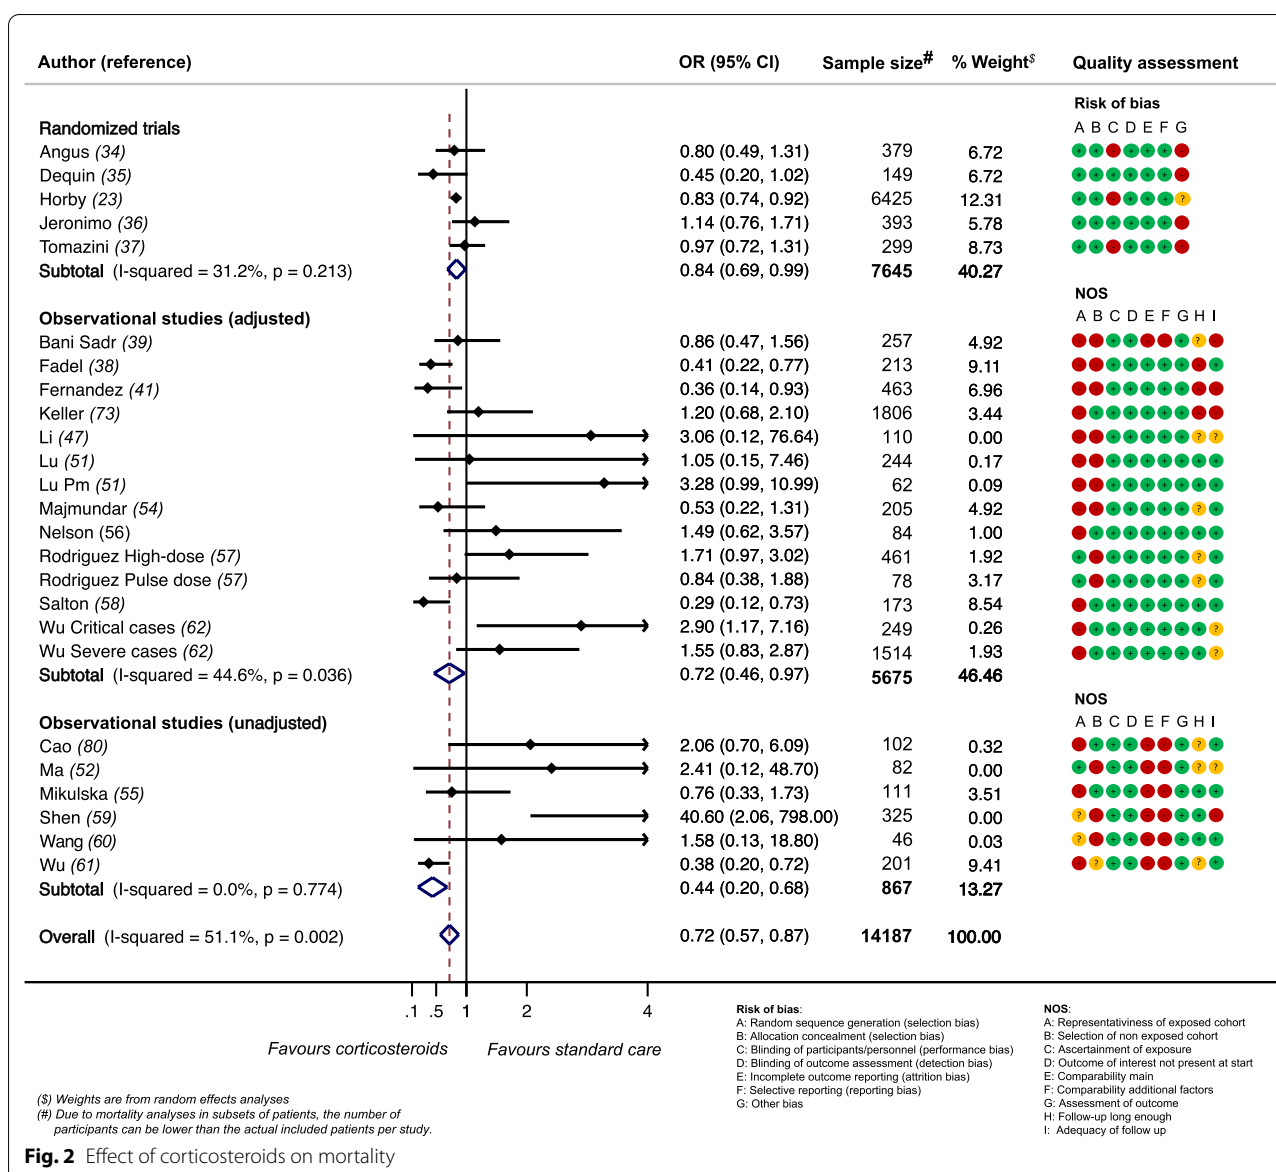 Author (reference) OR (95% CI) Sample size# % Weight$ Quality assessment
Risk of bias
Randomized trials A B C D E F G
Angus (34) 0.80 (0.49, 1.31) 379 6.72 + + - + + + -
Dequin (35) 0.45 (0.20, 1.02) 149 6.72 + + + + + + -
Horby (23) 0.83 (0.74, 0.92) 6425 12.31 + + - + + + ?
Jeronimo (36) 1.14 (0.76, 1.71) 393 5.78 + + + + + + -
Tomazini (37) 0.97 (0.72, 1.31) 299 8.73 + + - + + + -
Subtotal (I-squared = 31.2%, p = 0.213) 0.84 (0.69, 0.99) 7645 40.27
NOS
Observational studies (adjusted) A B C D E F G H I
Bani Sadr (39) 0.86 (0.47, 1.56) 257 4.92 - - + + - - + ? -
Fadel (38) 0.41 (0.22, 0.77) 213 9.11 - - + + + + + - +
Fernandez (41) 0.36 (0.14, 0.93) 463 6.96 - - + + + + + - -
Keller (73) 1.20 (0.68, 2.10) 1806 3.44 - + + + + + + - -
Li (47) 3.06 (0.12, 76.64) 110 0.00 - - + + + + + ? ?
Lu (51) 1.05 (0.15, 7.46) 244 0.17 - - + + + + + + +
Lu Pm (51) 3.28 (0.99, 10.99) 62 0.09 - - + + + + + + +
Majmundar (54) 0.53 (0.22, 1.31) 205 4.92 - - + + + + + ? +
Nelson (56) 1.49 (0.62, 3.57) 84 1.00 - + + + + + + + +
Rodriguez High-dose (57) 1.71 (0.97, 3.02) 461 1.92 + - + + + + + ? +
Rodriguez Pulse dose (57) 0.84 (0.38, 1.88) 78 3.17 + - + + + + + ? +
Salton (58) 0.29 (0.12, 0.73) 173 8.54 - + + + + + + + +
Wu Critical cases (62) 2.90 (1.17, 7.16) 249 0.26 - + + + + + + + ?
Wu Severe cases (62) 1.55 (0.83, 2.87) 1514 1.93 - + + + + + + + ?
Subtotal (I-squared = 44.6%, p = 0.036) 0.72 (0.46, 0.97) 5675 46.46
NOS
Observational studies (unadjusted) A B C D E F G H I
Cao (80) 2.06 (0.70, 6.09) 102 0.32 - + + + - - + ? +
Ma (52) 2.41 (0.12, 48.70) 82 0.00 + - + + - - + ? ?
Mikulska (55) 0.76 (0.33, 1.73) 111 3.51 - + + + - - + + +
Shen (59) 40.60 (2.06, 798.00) 325 0.00 ? - + + - - + + -
Wang (60) 1.58 (0.13, 18.80) 46 0.03 ? - + + - - + + +
Wu (61) 0.38 (0.20, 0.72) 201 9.41 - ? + + - - + ? +
Subtotal (I-squared = 0.0%, p = 0.774) 0.44 (0.20, 0.68) 867 13.27
Overall (I-squared = 51.1%, p = 0.002) 0.72 (0.57, 0.87) 14187 100.00
.1 .5 1 2 4
Favours corticosteroids Favours standard care
Risk of bias:
A: Random sequence generation (selection bias)
B: Allocation concealment (selection bias)
C: Blinding of participants/personnel (performance bias)
D: Blinding of outcome assessment (detection bias)
E: Incomplete outcome reporting (attrition bias)
F: Selective reporting (reporting bias)
G: Other bias
NOS:
A: Representativiness of exposed cohort
B: Selection of non exposed cohort
C: Ascertainment of exposure
D: Outcome of interest not present at start
E: Comparability main
F: Comparability additional factors
G: Assessment of outcome
H: Follow-up long enough
I: Adequacy of follow up
($) Weights are from random effects analyses
(#) Due to mortality analyses in subsets of patients, the number of
participants can be lower than the actual included patients per study.
Fig. 2 Effect of corticosteroids on mortality